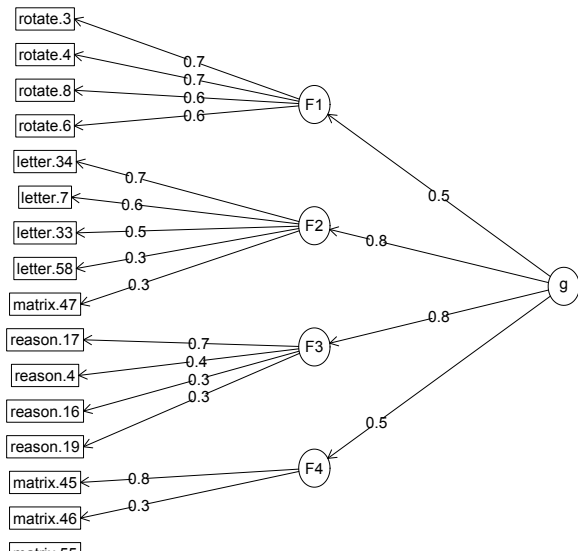 rotate.3
rotate.4
rotate.8
rotate.6
letter.34
letter.7
letter.33
letter.58
matrix.47
reason.17
reason.4
reason.16
reason.19
matrix.45
matrix.46
matrix.55
0.7
0.7
0.6
0.6
0.7
0.6
0.5
0.3
0.3
0.7
0.4
0.3
0.3
0.8
0.3
F1
F2
F3
F4
0.5
0.8
0.8
0.5
g